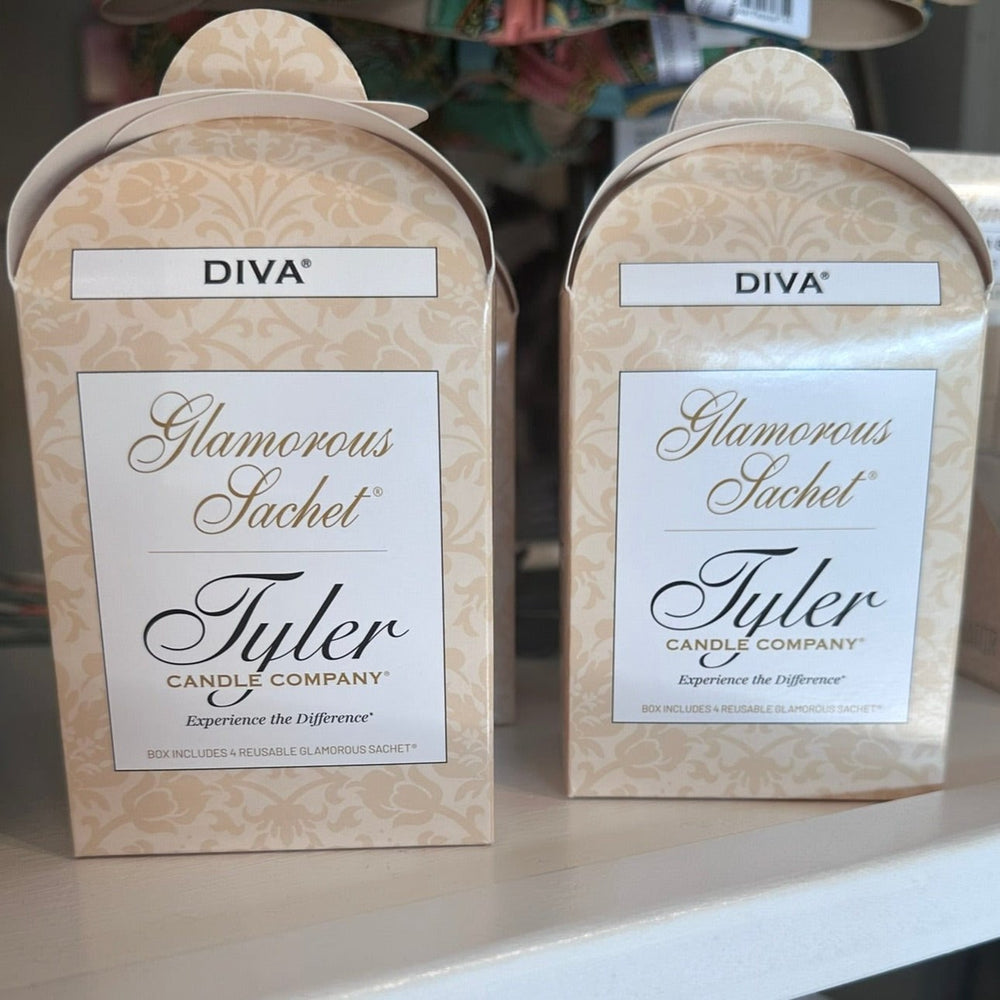 DIVA®
Glamorous
Sachet®
Tyler
CANDLE COMPANY®
Experience the Difference®
BOX INCLUDES 4 REUSABLE GLAMOROUS SACHET®
DIVA®
Glamorous
Sachet®
Tyler
CANDLE COMPANY®
Experience the Difference®
BOX INCLUDES 4 REUSABLE GLAMOROUS SACHET®